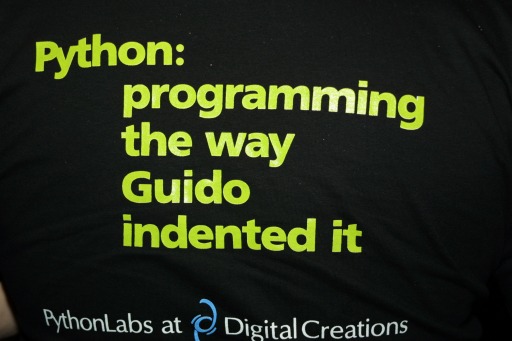 Python:
programming
the way
Guido
indented it
PythonLabs at Digital Creations